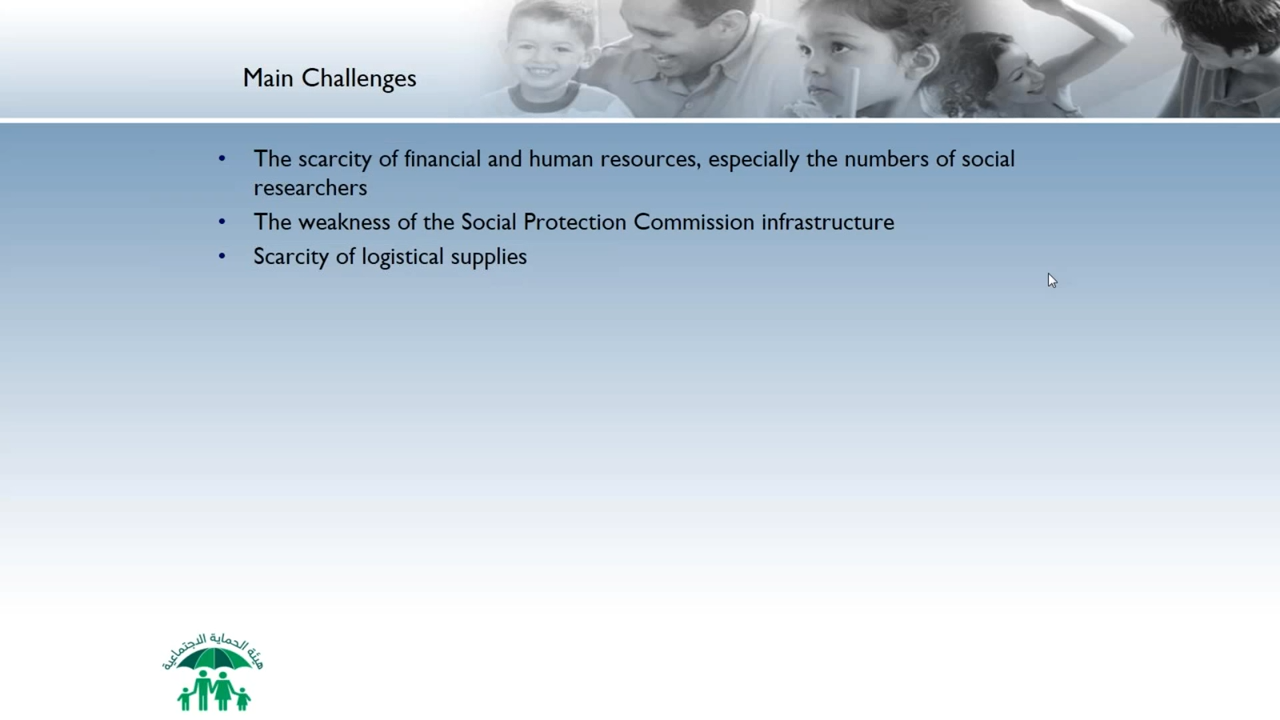 Main Challenges
• The scarcity of financial and human resources, especially the numbers of social
researchers
• The weakness of the Social Protection Commission infrastructure
• Scarcity of logistical supplies
هيئة الحماية الاجتماعية